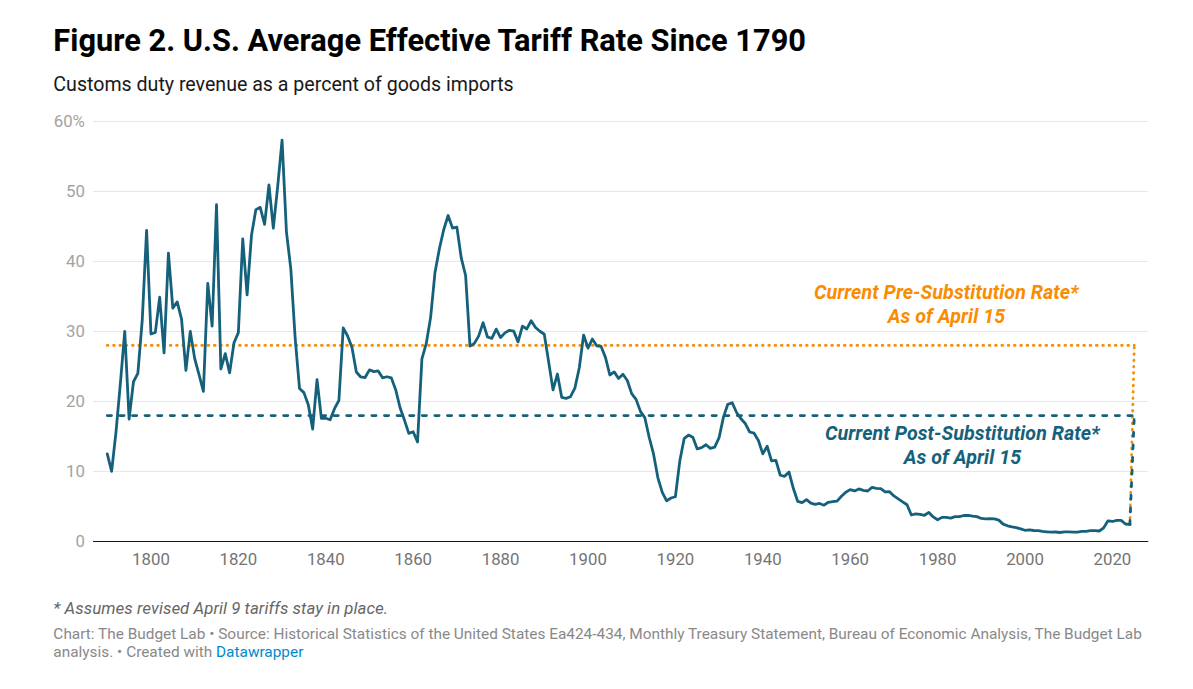 Figure 2. U.S. Average Effective Tariff Rate Since 1790
Customs duty revenue as a percent of goods imports
60%
50
40
30
20
10
0
Current Pre-Substitution Rate*
As of April 15
Current Post-Substitution Rate*
As of April 15
1800 1820 1840 1860 1880 1900 1920 1940 1960 1980 2000 2020
* Assumes revised April 9 tariffs stay in place.
Chart: The Budget Lab • Source: Historical Statistics of the United States Ea424-434, Monthly Treasury Statement, Bureau of Economic Analysis, The Budget Lab
analysis. • Created with Datawrapper